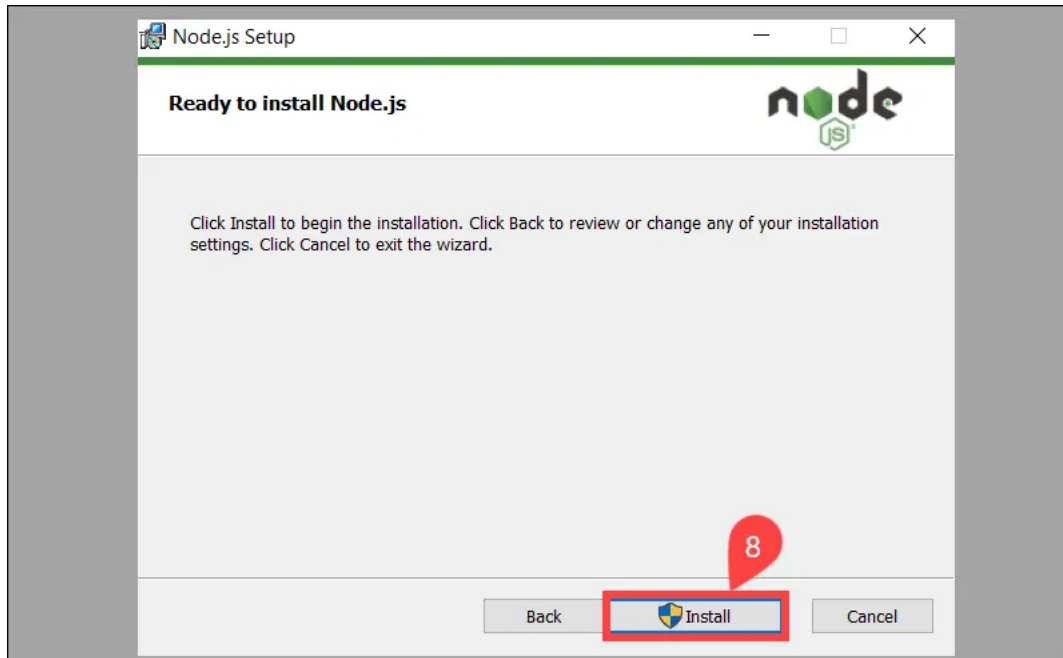 Node.js Setup
Ready to install Node.js
node
JS
Click Install to begin the installation. Click Back to review or change any of your installation
settings. Click Cancel to exit the wizard.
8
Back Install Cancel